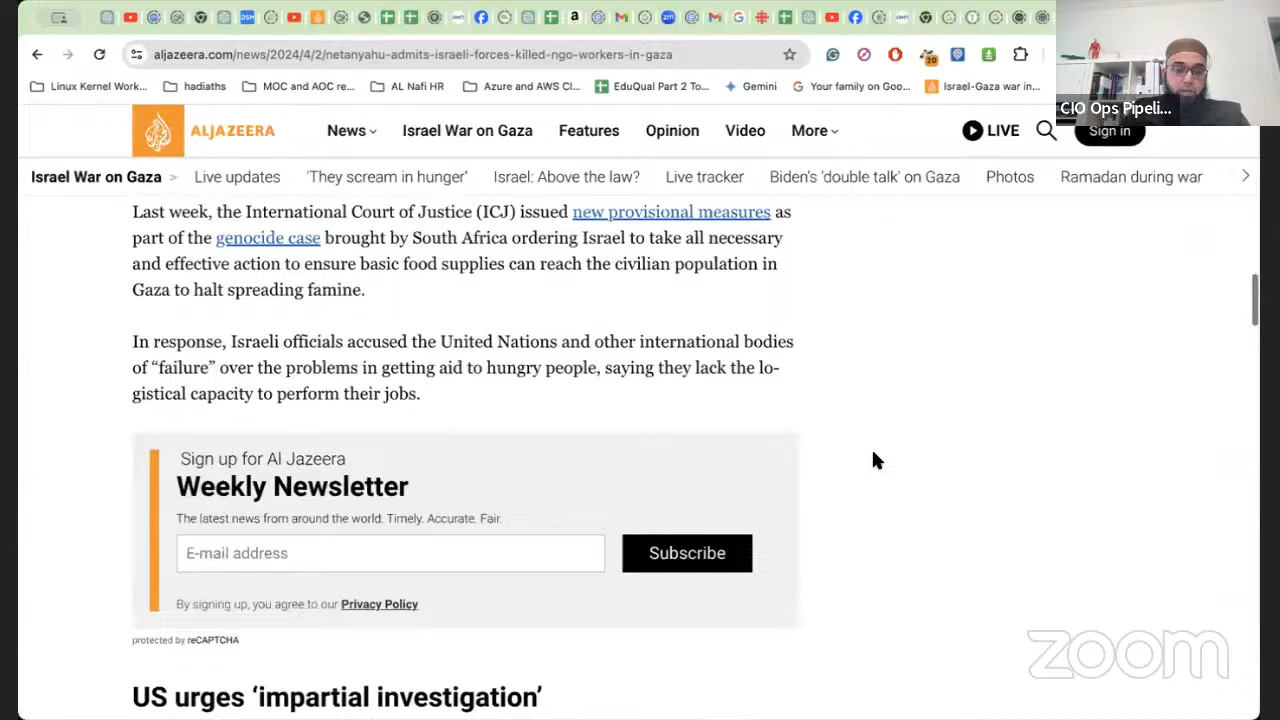 aljazeera.com/news/2024/4/2/netanyahu-admits-israeli-forces-killed-ngo-workers-in-gaza
20
Linux Kernel Work... hadiaths MOC and AOC re... AL Nafi HR Azure and AWS Cl... EduQual Part 2 To... Gemini Your family on Goo... Israel-Gaza war in...
CIO Ops Pipeli...
ALJAZEERA News Israel War on Gaza Features Opinion Video More LIVE Sign in
Israel War on Gaza > Live updates 'They scream in hunger' Israel: Above the law? Live tracker Biden's 'double talk' on Gaza Photos Ramadan during war
Last week, the International Court of Justice (ICJ) issued new provisional measures as
part of the genocide case brought by South Africa ordering Israel to take all necessary
and effective action to ensure basic food supplies can reach the civilian population in
Gaza to halt spreading famine.
In response, Israeli officials accused the United Nations and other international bodies
of “failure” over the problems in getting aid to hungry people, saying they lack the lo-
gistical capacity to perform their jobs.
Sign up for Al Jazeera
Weekly Newsletter
The latest news from around the world. Timely. Accurate. Fair.
E-mail address Subscribe
By signing up, you agree to our Privacy Policy
protected by reCAPTCHA
zoom
US urges ‘impartial investigation’